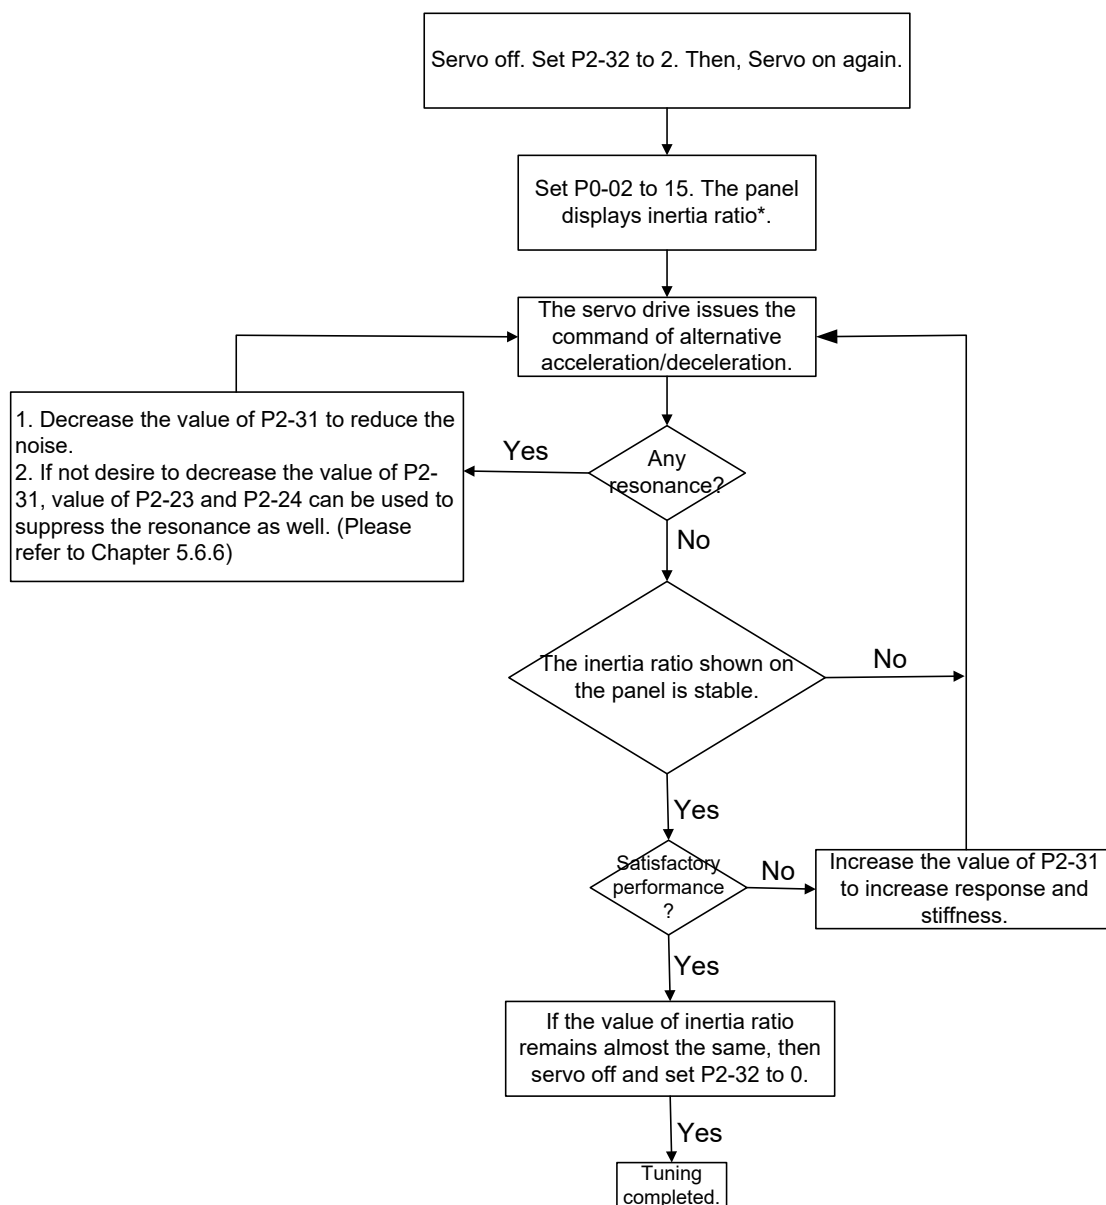 Servo off. Set P2-32 to 2. Then, Servo on again.
Set P0-02 to 15. The panel
displays inertia ratio*.
The servo drive issues the
command of alternative
acceleration/deceleration.
1. Decrease the value of P2-31 to reduce the
noise.
2. If not desire to decrease the value of P2-
31, value of P2-23 and P2-24 can be used to
suppress the resonance as well. (Please
refer to Chapter 5.6.6)
Yes
Any
resonance?
No
The inertia ratio shown on
the panel is stable.
No
Yes
Satisfactory
performance
?
No
Increase the value of P2-31
to increase response and
stiffness.
Yes
If the value of inertia ratio
remains almost the same, then
servo off and set P2-32 to 0.
Yes
Tuning
completed.